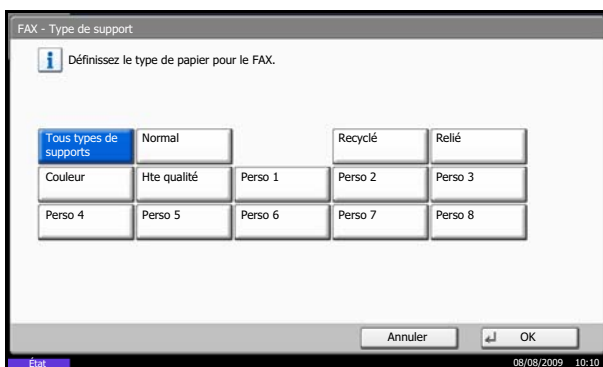 FAX - Type de support
Définissez le type de papier pour le FAX.
Tous types de
supports
Normal
Recyclé
Relié
Couleur
Hte qualité
Perso 1
Perso 2
Perso 3
Perso 4
Perso 5
Perso 6
Perso 7
Perso 8
Annuler
OK
État
08/08/2009 10:10